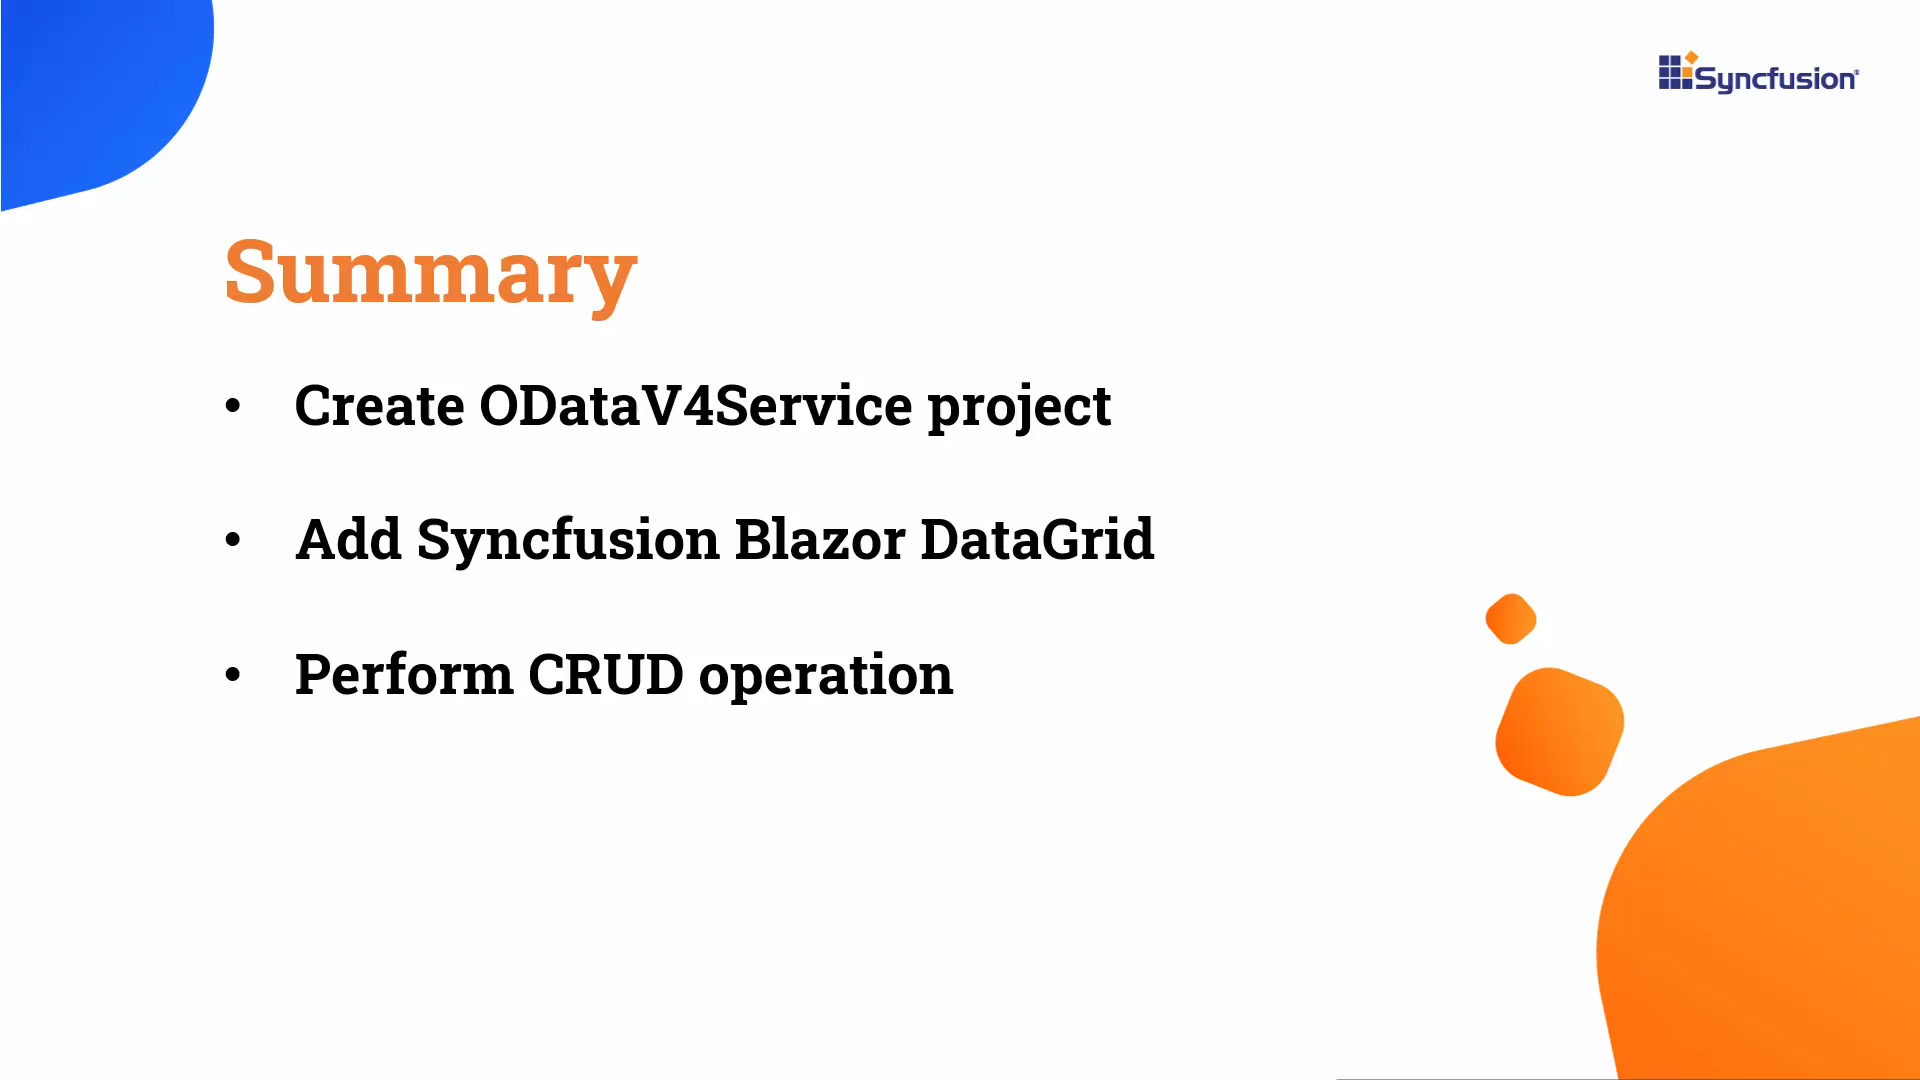 Syncfusion®
Summary
• Create ODataV4Service project
• Add Syncfusion Blazor DataGrid
• Perform CRUD operation